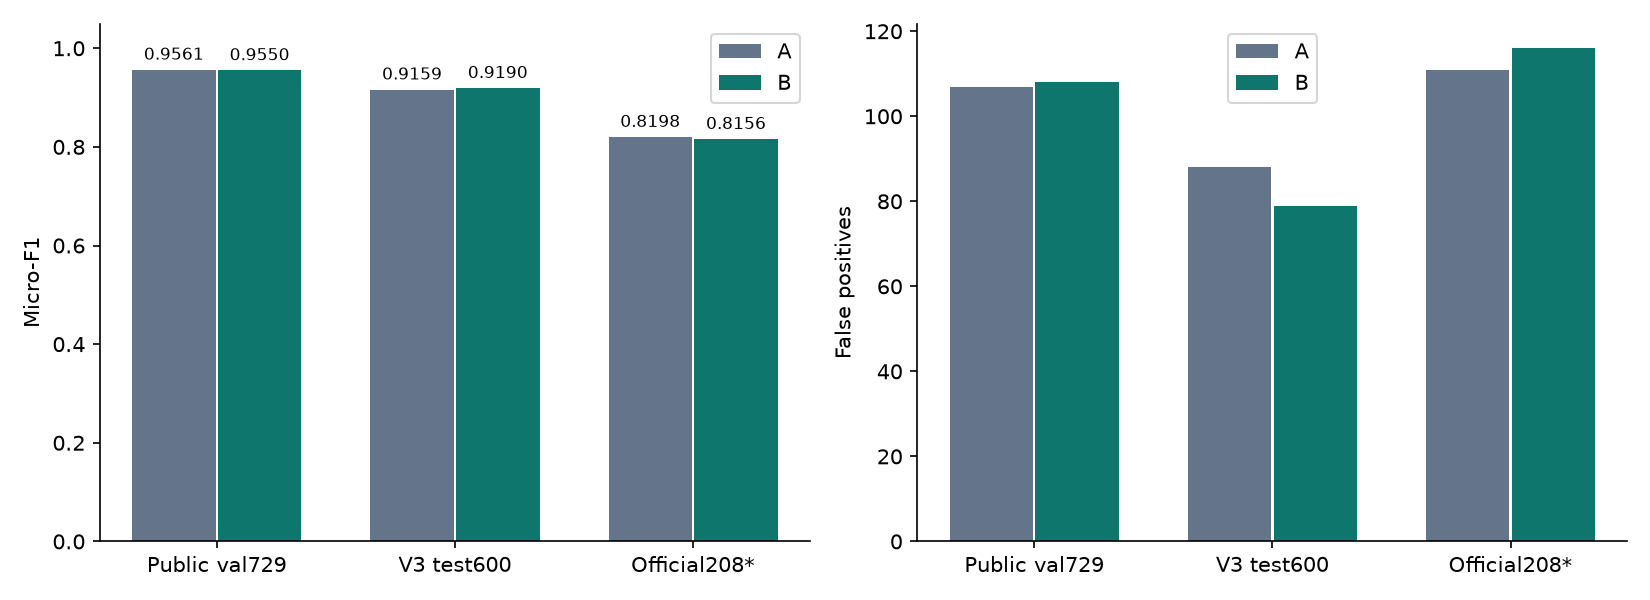 1.0
0.8
0.6
0.4
0.2
0.0
Micro-F1
0.9561 0.9550
0.9159 0.9190
0.8198 0.8156
A
B
Public val729 V3 test600 Official208*
120
100
80
60
40
20
0
False positives
A
B
Public val729 V3 test600 Official208*